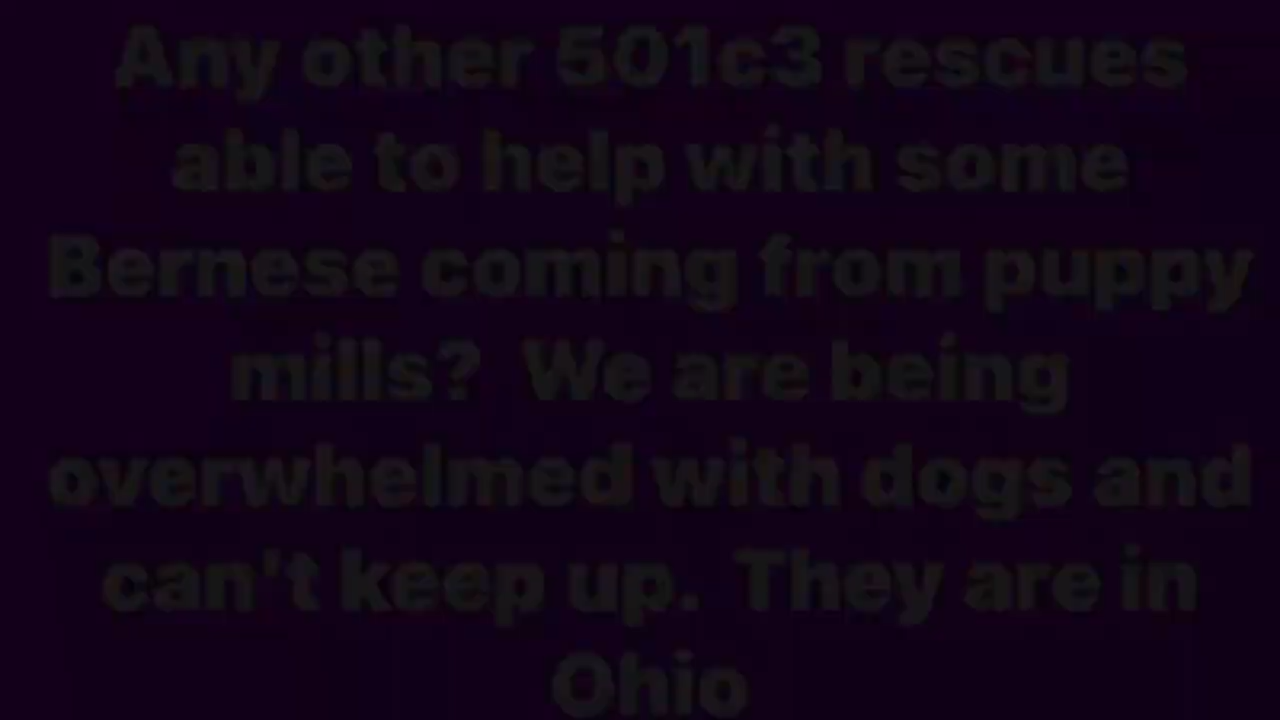 Any other 501c3 rescues
able to help with some
Bernese coming from puppy
mills?  We are being
overwhelmed with dogs and
can't keep up.  They are in
Ohio